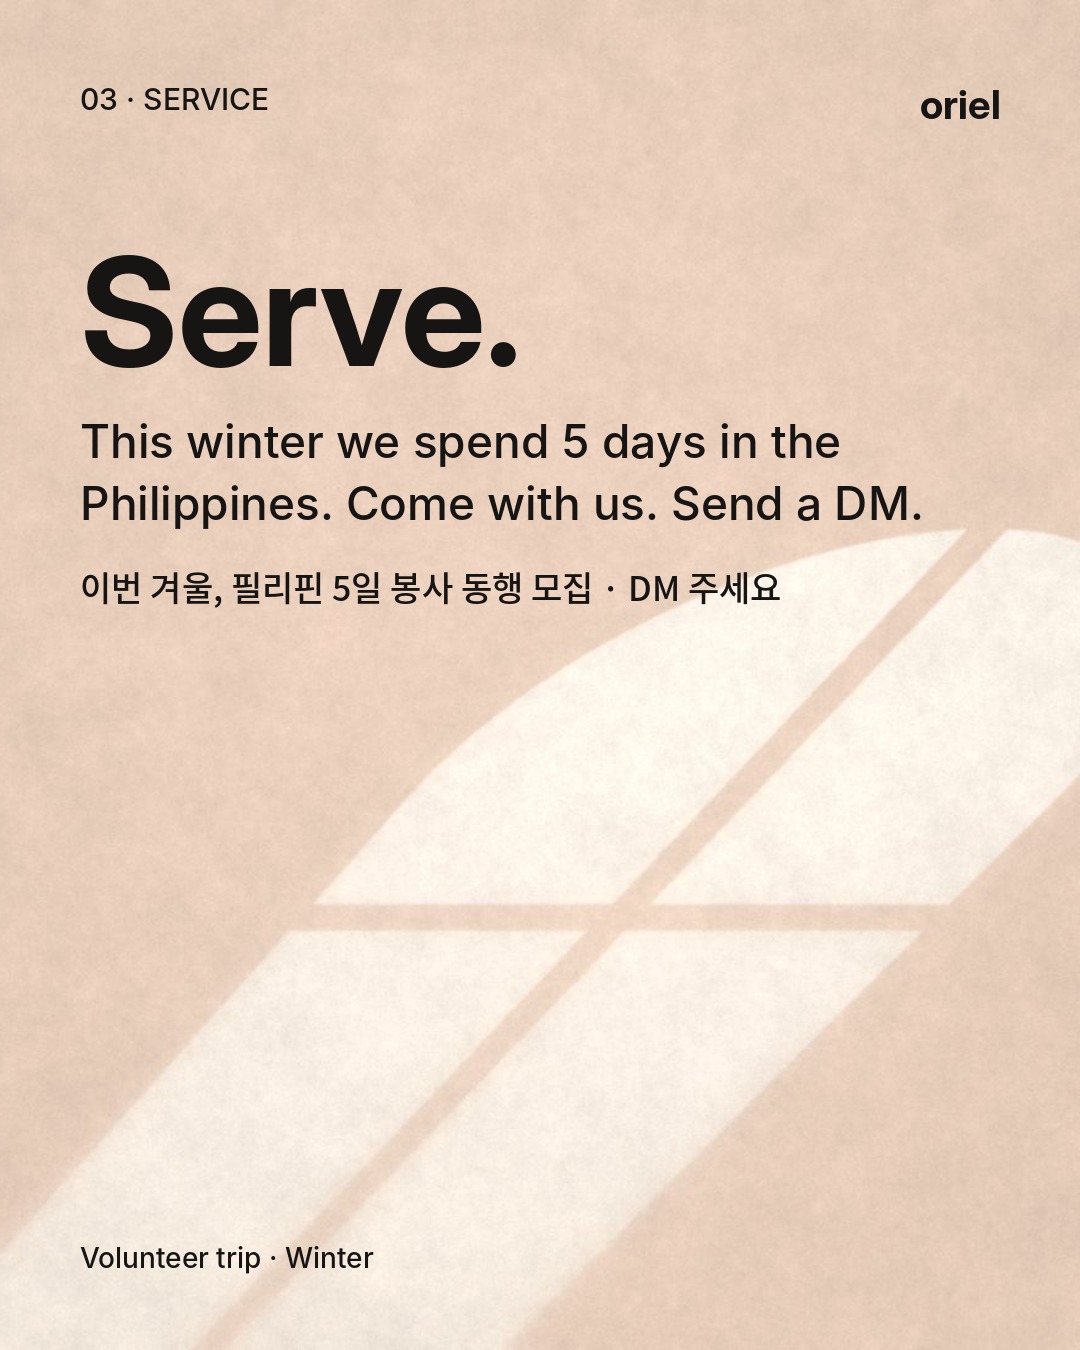 03 · SERVICE
oriel
Serve.
This winter we spend 5 days in the
Philippines. Come with us. Send a DM.
이번 겨울, 필리핀 5일 봉사 동행 모집 · DM 주세요
Volunteer trip · Winter